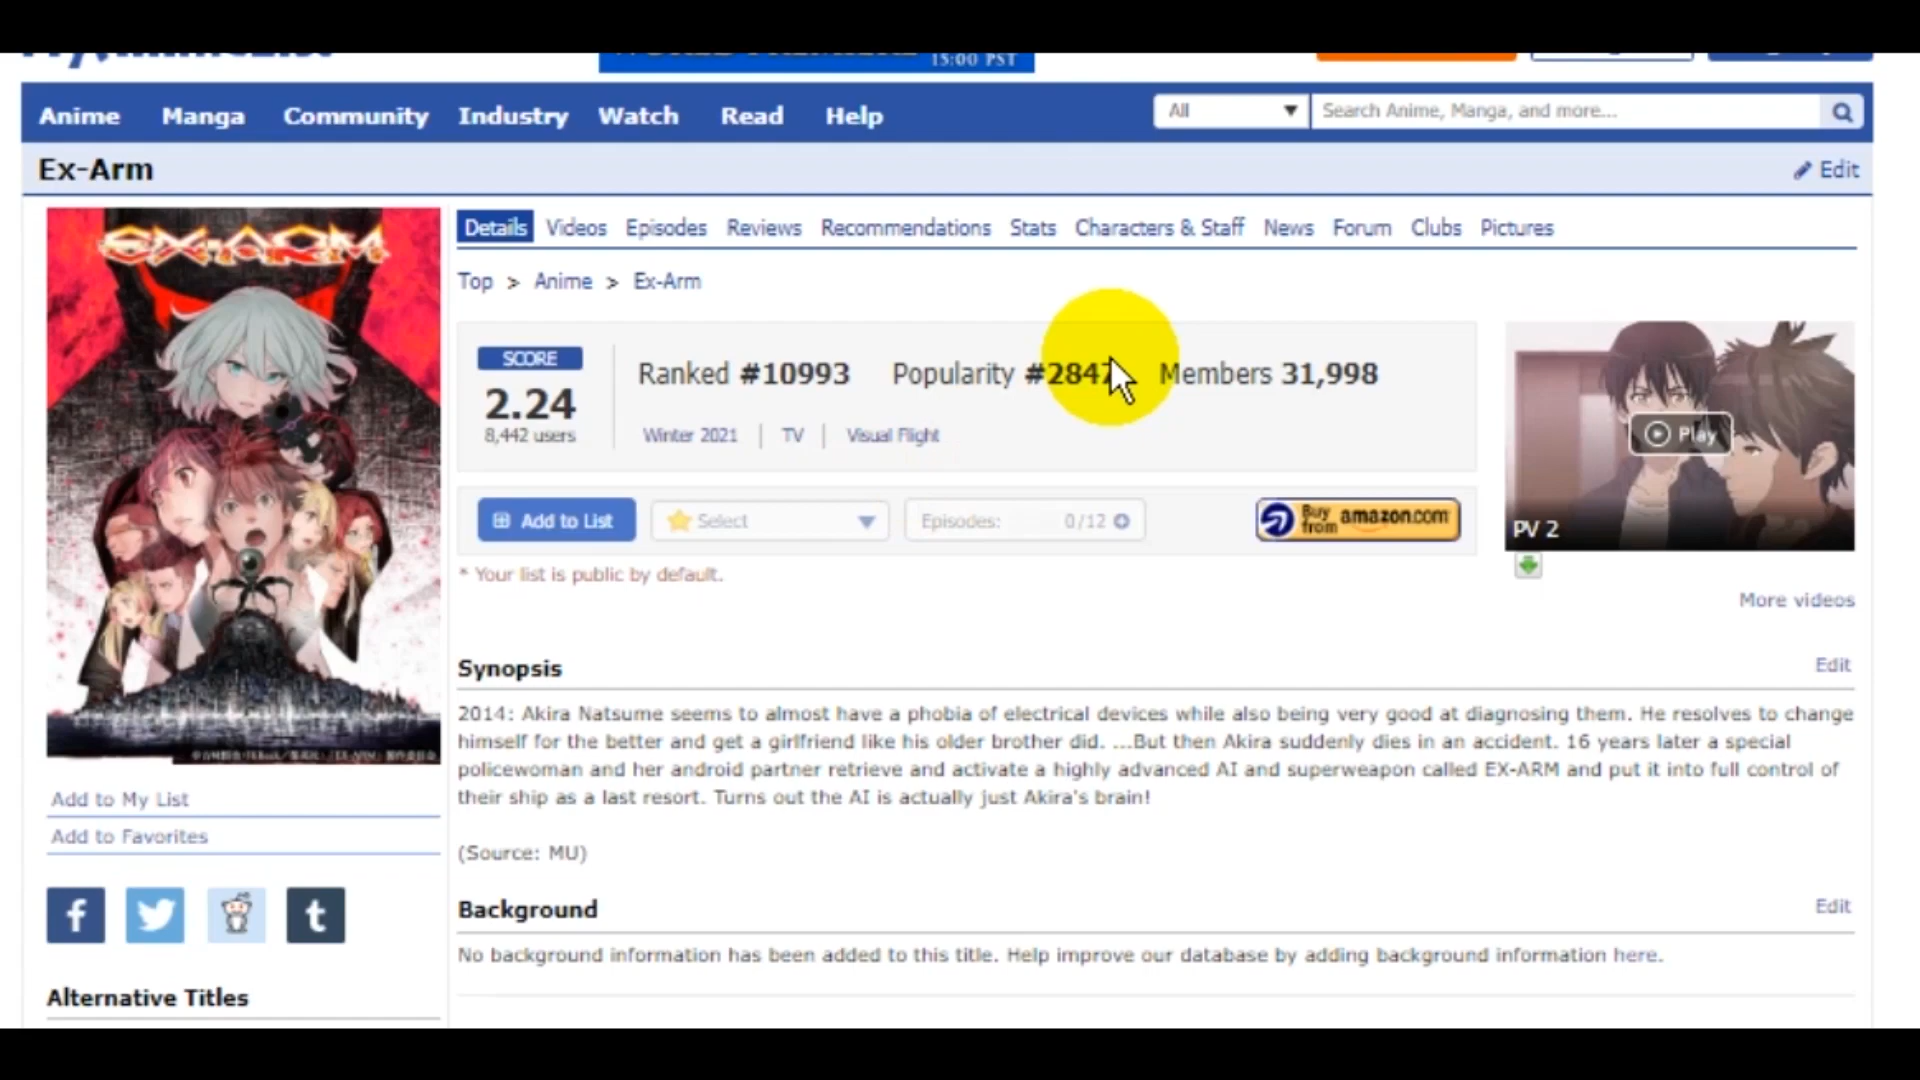 15:00 PST
Anime Manga Community Industry Watch Read Help
All
Search Anime, Manga, and more...
Ex-Arm
Edit
EX-ARM
Details Videos Episodes Reviews Recommendations Stats Characters & Staff News Forum Clubs Pictures
Top > Anime > Ex-Arm
SCORE
2.24
8,442 users
Ranked #10993 Popularity #2847 Members 31,998
Winter 2021 | TV | Visual Flight
Play
PV 2
Add to List
Select
Episodes: 0/12
Buy from amazon.com
* Your list is public by default.
More videos
Synopsis
Edit
2014: Akira Natsume seems to almost have a phobia of electrical devices while also being very good at diagnosing them. He resolves to change
himself for the better and get a girlfriend like his older brother did. ...But then Akira suddenly dies in an accident. 16 years later a special
policewoman and her android partner retrieve and activate a highly advanced AI and superweapon called EX-ARM and put it into full control of
their ship as a last resort. Turns out the AI is actually just Akira's brain!
(Source: MU)
Add to My List
Add to Favorites
Background
Edit
No background information has been added to this title. Help improve our database by adding background information here.
Alternative Titles